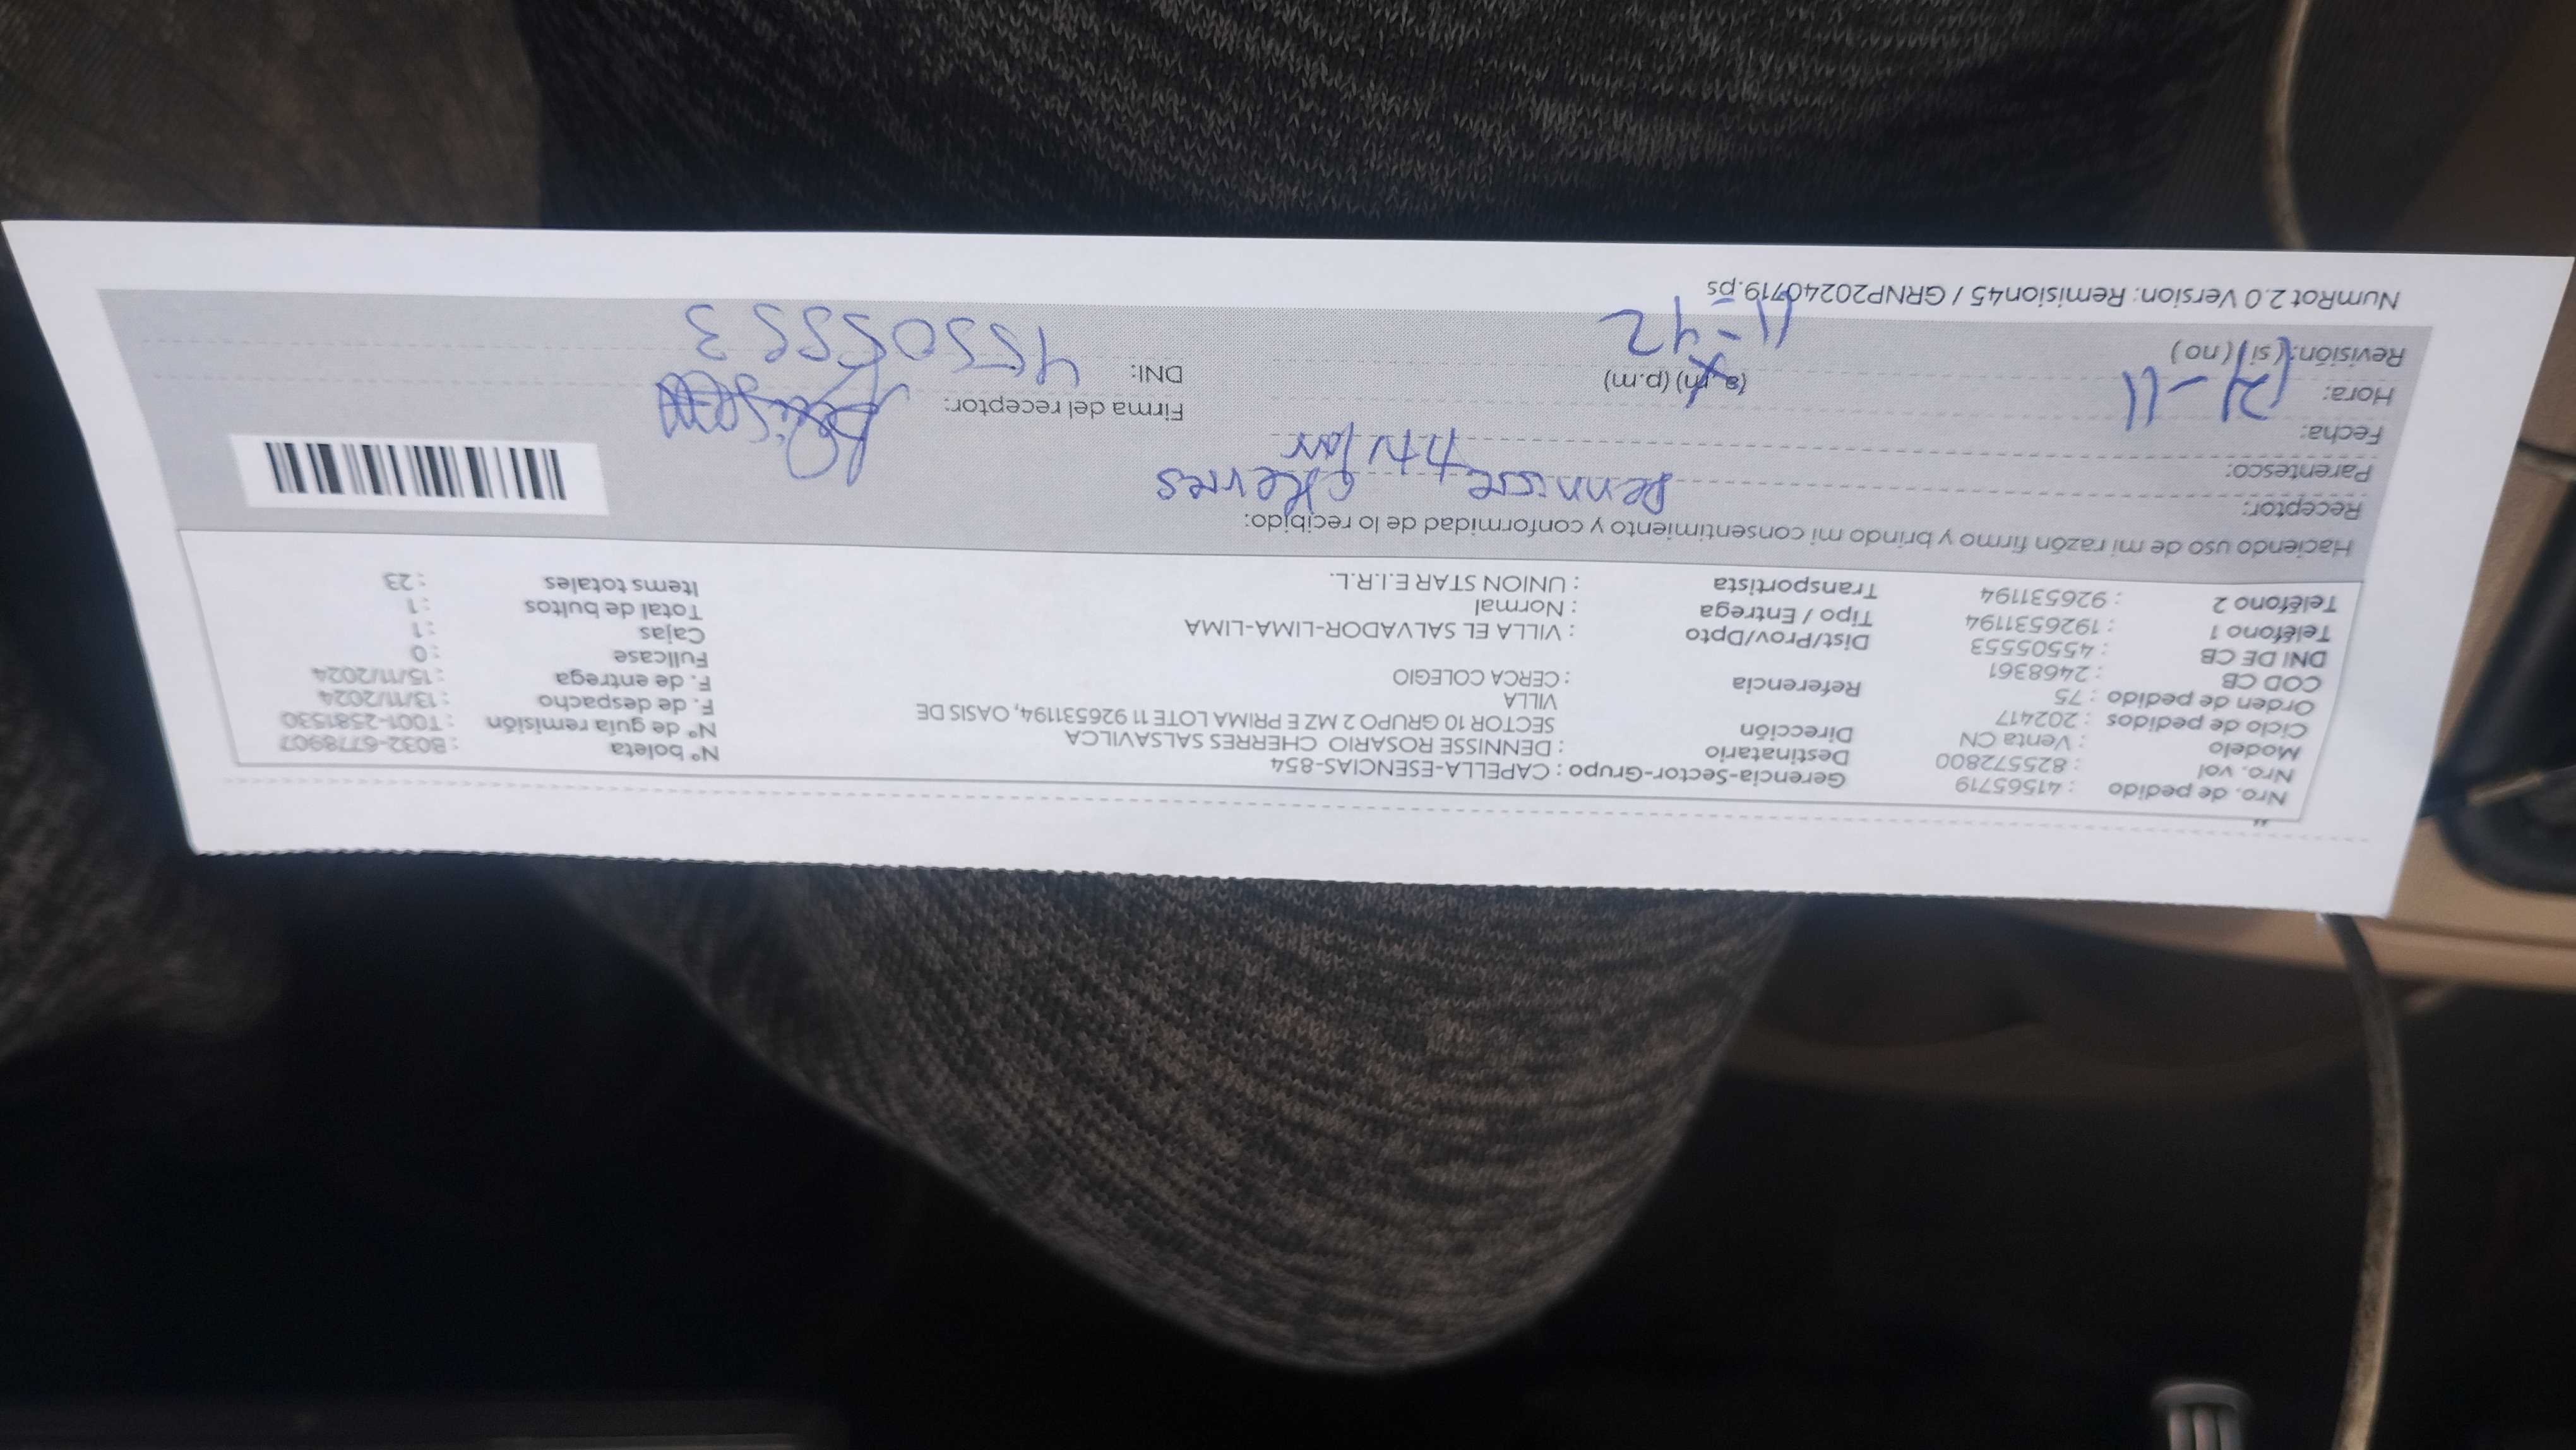 Nro. de pedido : 41565719 Gerencia-Sector-Grupo : CAPELLA-ESENCIAS-854 N° boleta : B032-6778907
Nro. vol : 825572800 Destinatario : DENNISSE ROSARIO CHERRES SALSAVILCA N° de guía remisión : T001-2581530
Modelo : Venta CN Dirección SECTOR 10 GRUPO 2 MZ E PRIMA LOTE 11 926531194, OASIS DE F. de despacho : 13/11/2024
Ciclo de pedidos : 202417 VILLA F. de entrega : 15/11/2024
Orden de pedido : 75 Referencia : CERCA COLEGIO Fullcase : 0
COD CB : 2468361 Dist/Prov/Dpto : VILLA EL SALVADOR-LIMA-LIMA Cajas : 1
DNI DE CB : 45505553 Tipo / Entrega : Normal Total de bultos : 1
Teléfono 1 : 1926531194 Transportista : UNION STAR E.I.R.L. Items totales : 23
Teléfono 2 : 926531194
Haciendo uso de mi razón firmo y brindo mi consentimiento y conformidad de lo recibido:
Receptor: Dennisse Cherres
Parentesco:
Fecha: Firma del receptor:
Hora: 21-11 (a.m) (p.m) DNI: 45505553
Revisión: (si) (no) 11-42
NumRot 2.0 Version: Remision45 / GRNP20240719.ps